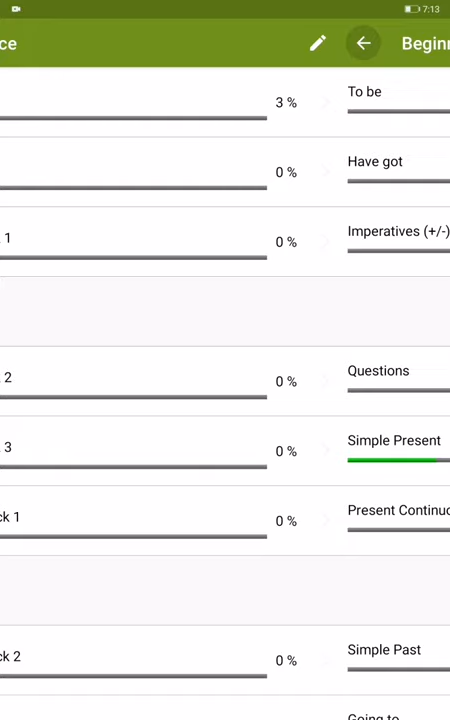 7:13
ce
Beginn
3 %
To be
0 %
Have got
1
0 %
Imperatives (+/-)
2
0 %
Questions
3
0 %
Simple Present
ck 1
0 %
Present Continuo
ck 2
0 %
Simple Past
Going to